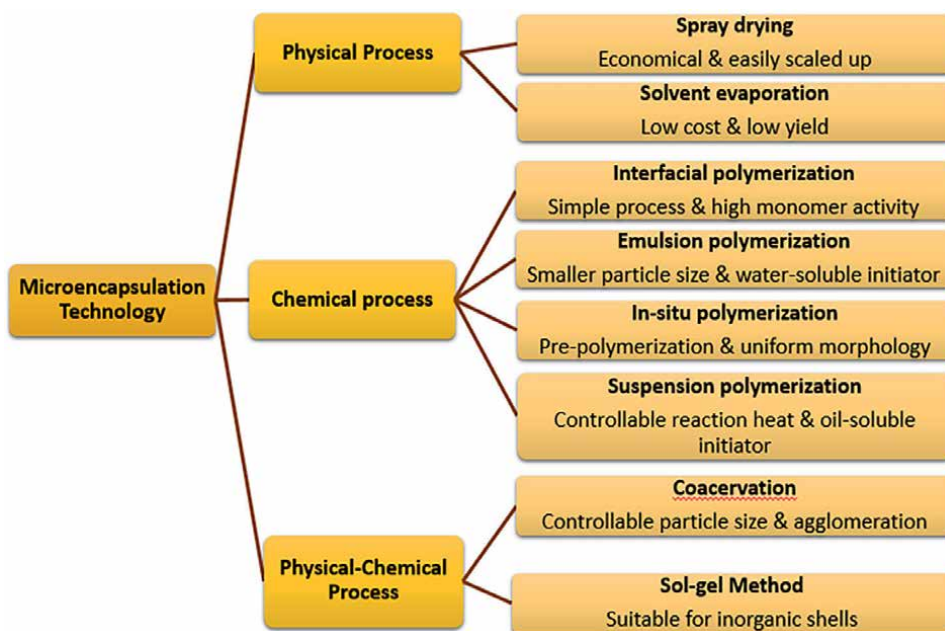 Microencapsulation
Technology
Physical Process
Spray drying
Economical & easily scaled up
Solvent evaporation
Low cost & low yield
Chemical process
Interfacial polymerization
Simple process & high monomer activity
Emulsion polymerization
Smaller particle size & water-soluble initiator
In-situ polymerization
Pre-polymerization & uniform morphology
Suspension polymerization
Controllable reaction heat & oil-soluble
initiator
Physical-Chemical
Process
Coacervation
Controllable particle size & agglomeration
Sol-gel Method
Suitable for inorganic shells